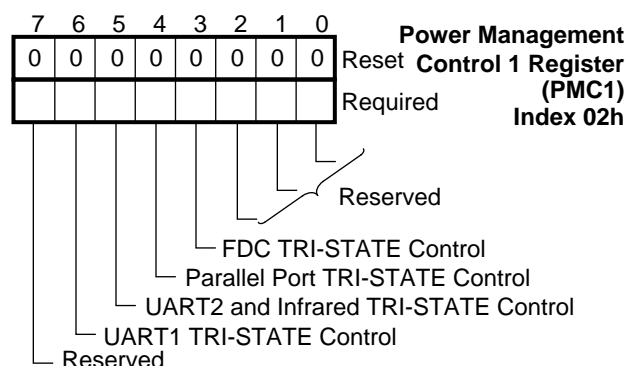 7 6 5 4 3 2 1 0
Power Management
0 0 0 0 0 0 0 0 Reset
Control 1 Register
(PMC1)
Required
Index 02h
Reserved
FDC TRI-STATE Control
Parallel Port TRI-STATE Control
UART2 and Infrared TRI-STATE Control
UART1 TRI-STATE Control
Reserved